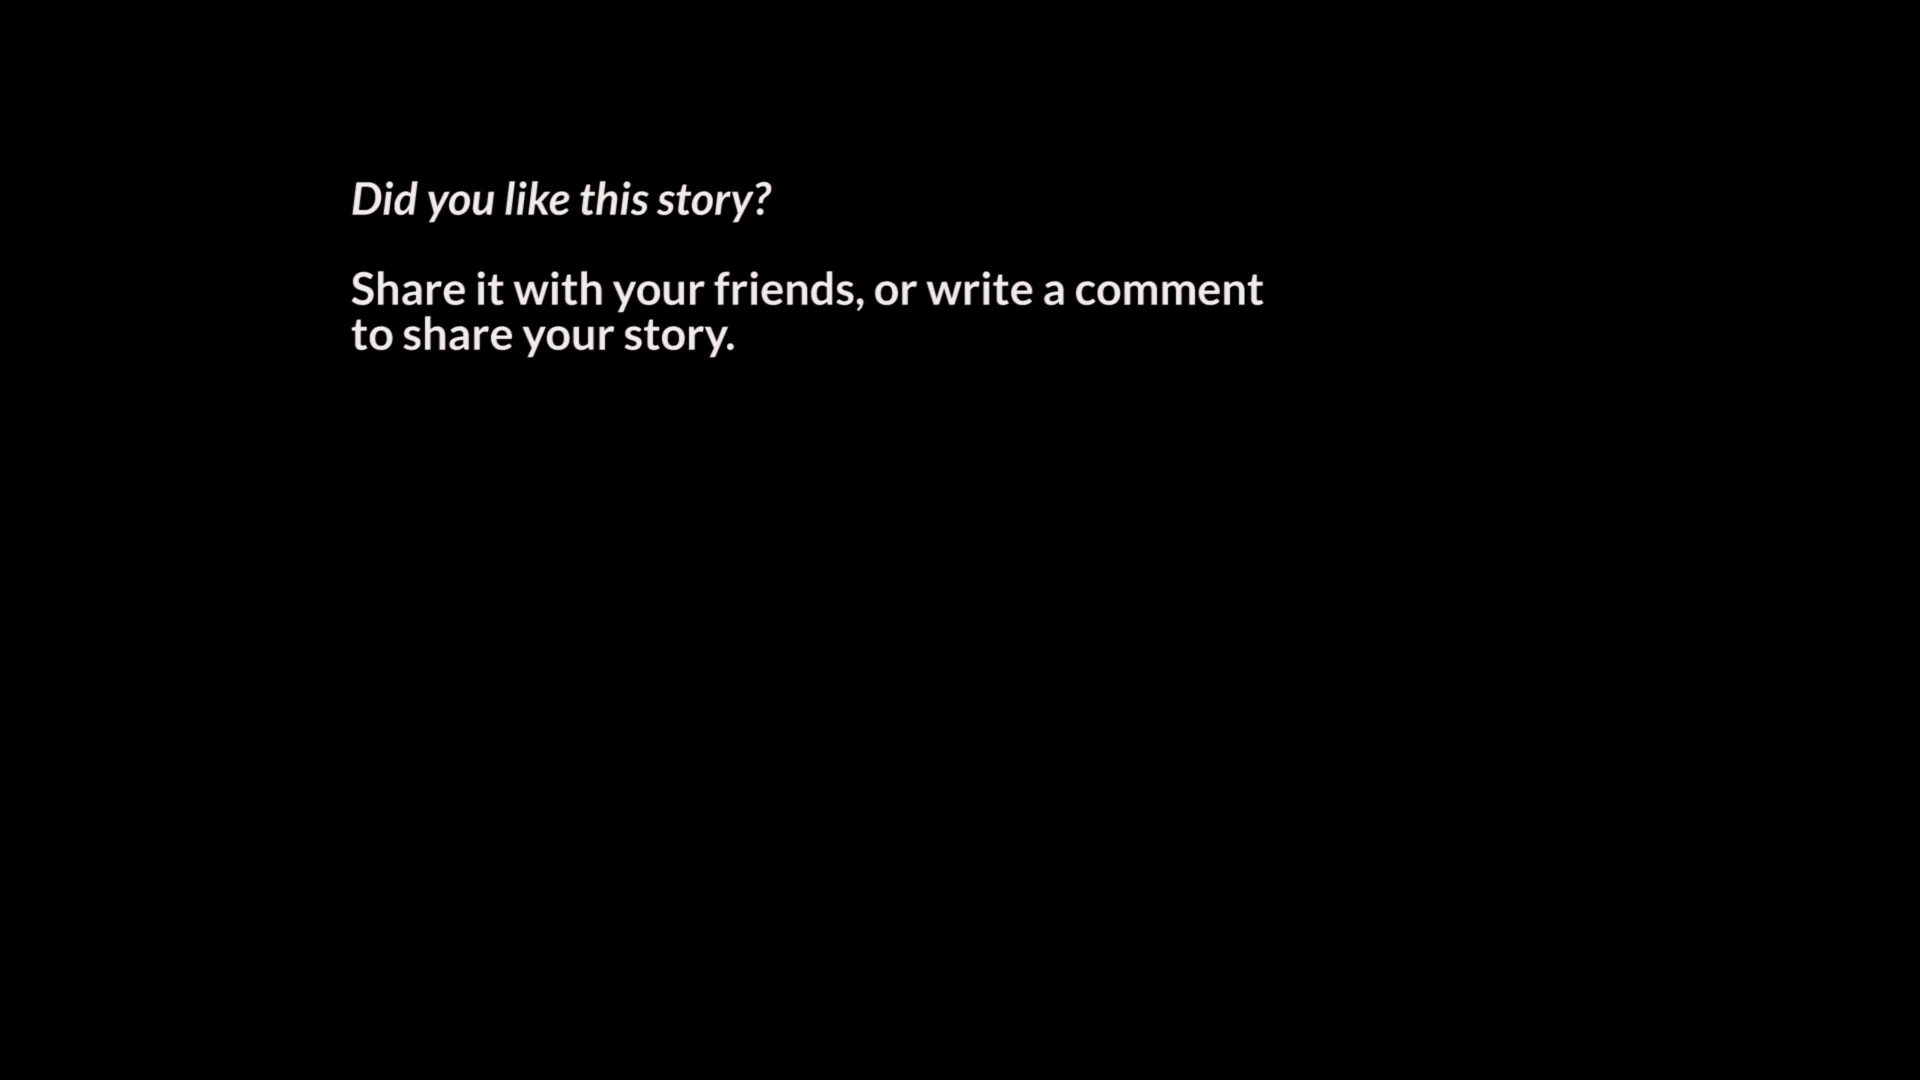 Did you like this story?
Share it with your friends, or write a comment
to share your story.